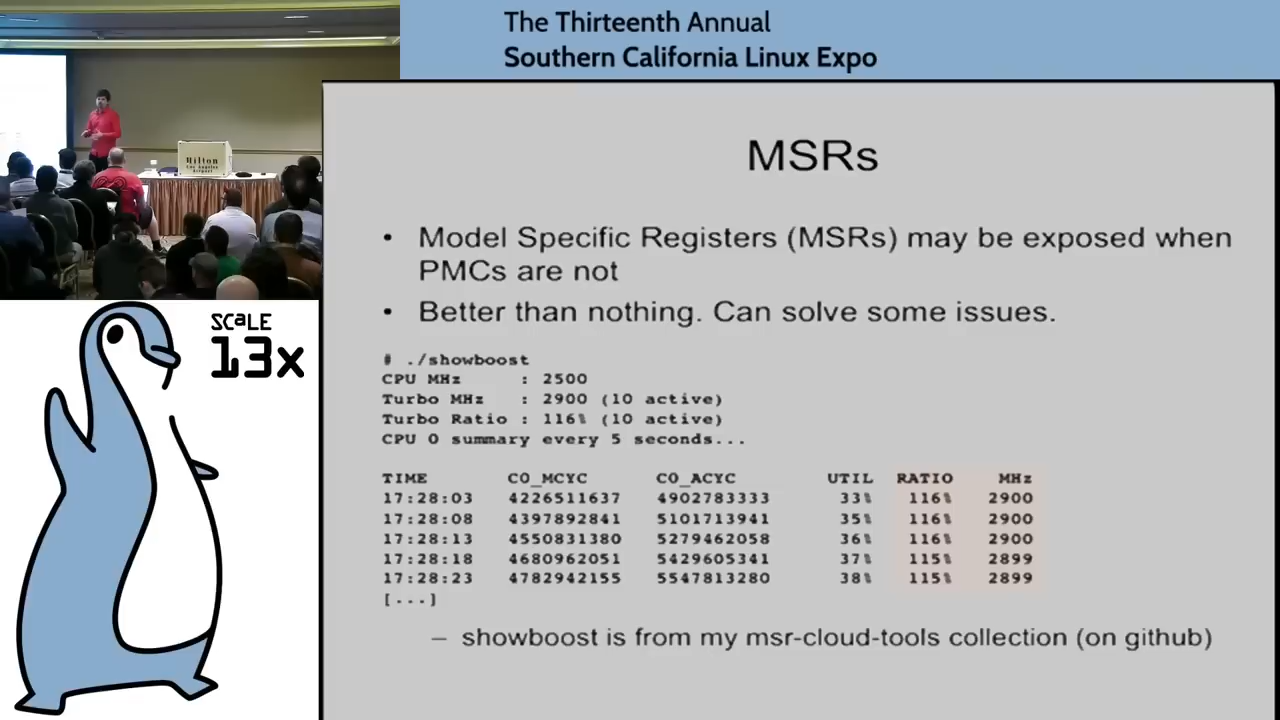 The Thirteenth Annual
Southern California Linux Expo
Hilton
LOS ANGELES
AIRPORT
SCaLE
13x
MSRs
• Model Specific Registers (MSRs) may be exposed when
PMCs are not
• Better than nothing. Can solve some issues.
# ./showboost
CPU MHz : 2500
Turbo MHz : 2900 (10 active)
Turbo Ratio : 116% (10 active)
CPU 0 summary every 5 seconds...
TIME C0_MCYC C0_ACYC UTIL RATIO MHz
17:28:03 4226511637 4902783333 33% 116% 2900
17:28:08 4397892841 5101713941 35% 116% 2900
17:28:13 4550831380 5279462058 36% 116% 2900
17:28:18 4680962051 5429605341 37% 115% 2899
17:28:23 4782942155 5547813280 38% 115% 2899
[...]
– showboost is from my msr-cloud-tools collection (on github)